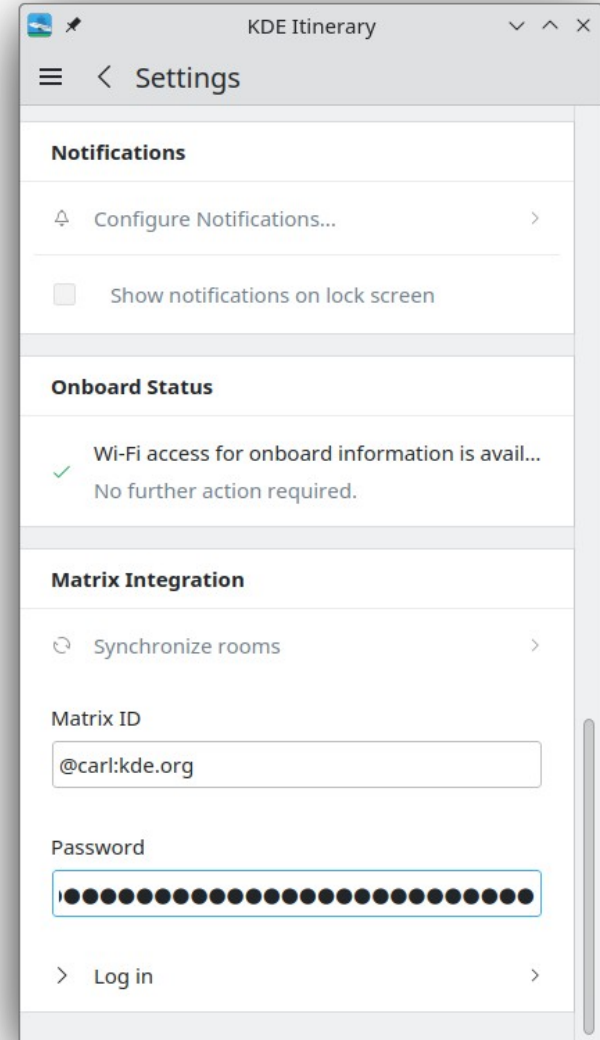 KDE Itinerary
Settings
Notifications
Configure Notifications...
Show notifications on lock screen
Onboard Status
Wi-Fi access for onboard information is avail...
No further action required.
Matrix Integration
Synchronize rooms
Matrix ID
@carl:kde.org
Password
Log in